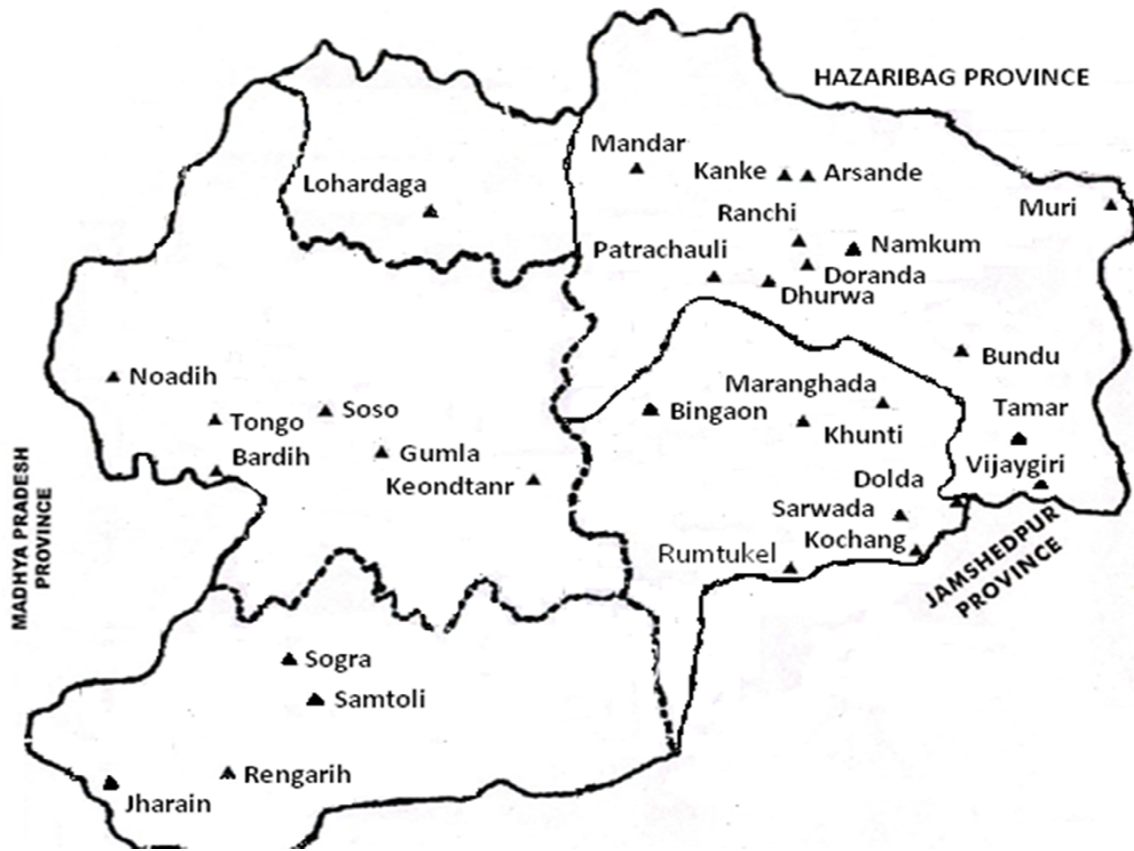 HAZARIBAG PROVINCE
Mandar
Kanke
Arsande
Lohardaga
Muri
Ranchi
Patrachauli
Namkum
Doranda
Dhurwa
Bundu
Noadih
Maranghada
Soso
Bingaon
Tamar
Tongo
Khunti
Gumla
Bardih
Vijaygiri
Keondtanr
Dolda
Sarwada
Kochang
Rumtukel
MADHYA PRADESH
PROVINCE
JAMSHEDPUR
PROVINCE
Sogra
Samtoli
Rengarih
Jharain